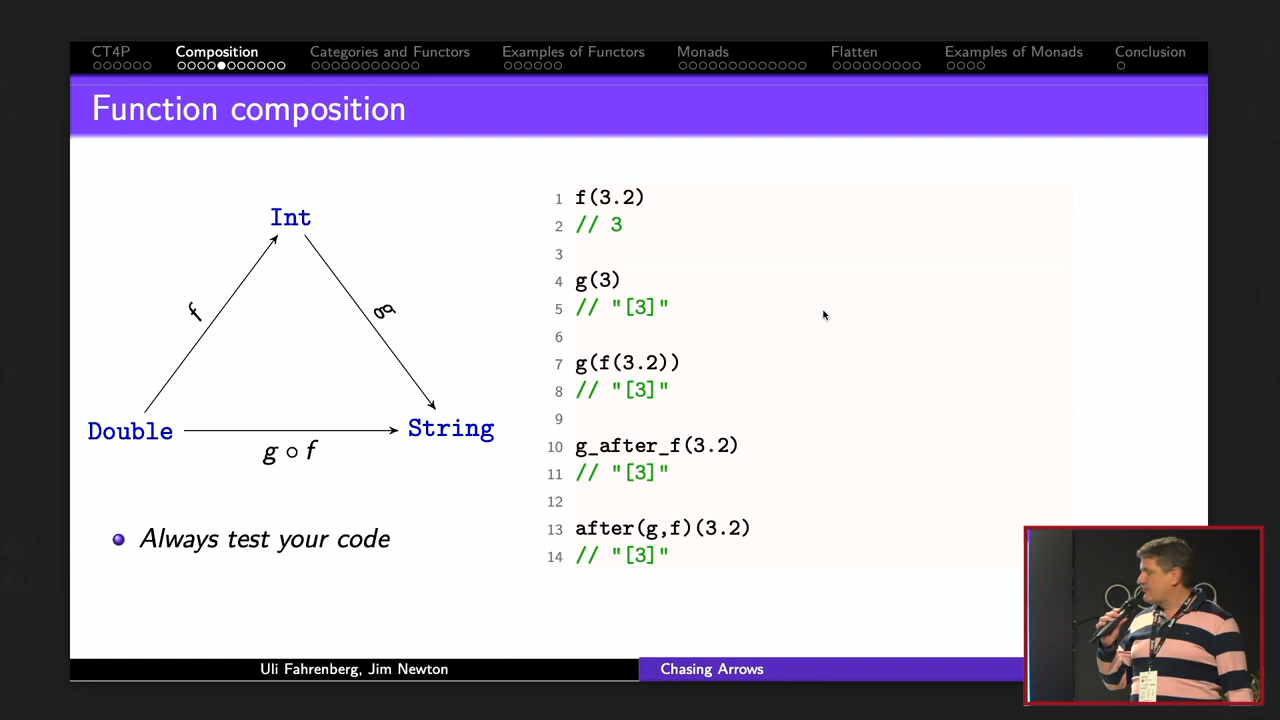 CT4P Composition Categories and Functors Examples of Functors Monads Flatten Examples of Monads Conclusion
Function composition
Int
f
g
Double
String
g ∘ f
Always test your code
1 f(3.2)
2 // 3
3
4 g(3)
5 // "[3]"
6
7 g(f(3.2))
8 // "[3]"
9
10 g_after_f(3.2)
11 // "[3]"
12
13 after(g,f)(3.2)
14 // "[3]"
Uli Fahrenberg, Jim Newton
Chasing Arrows